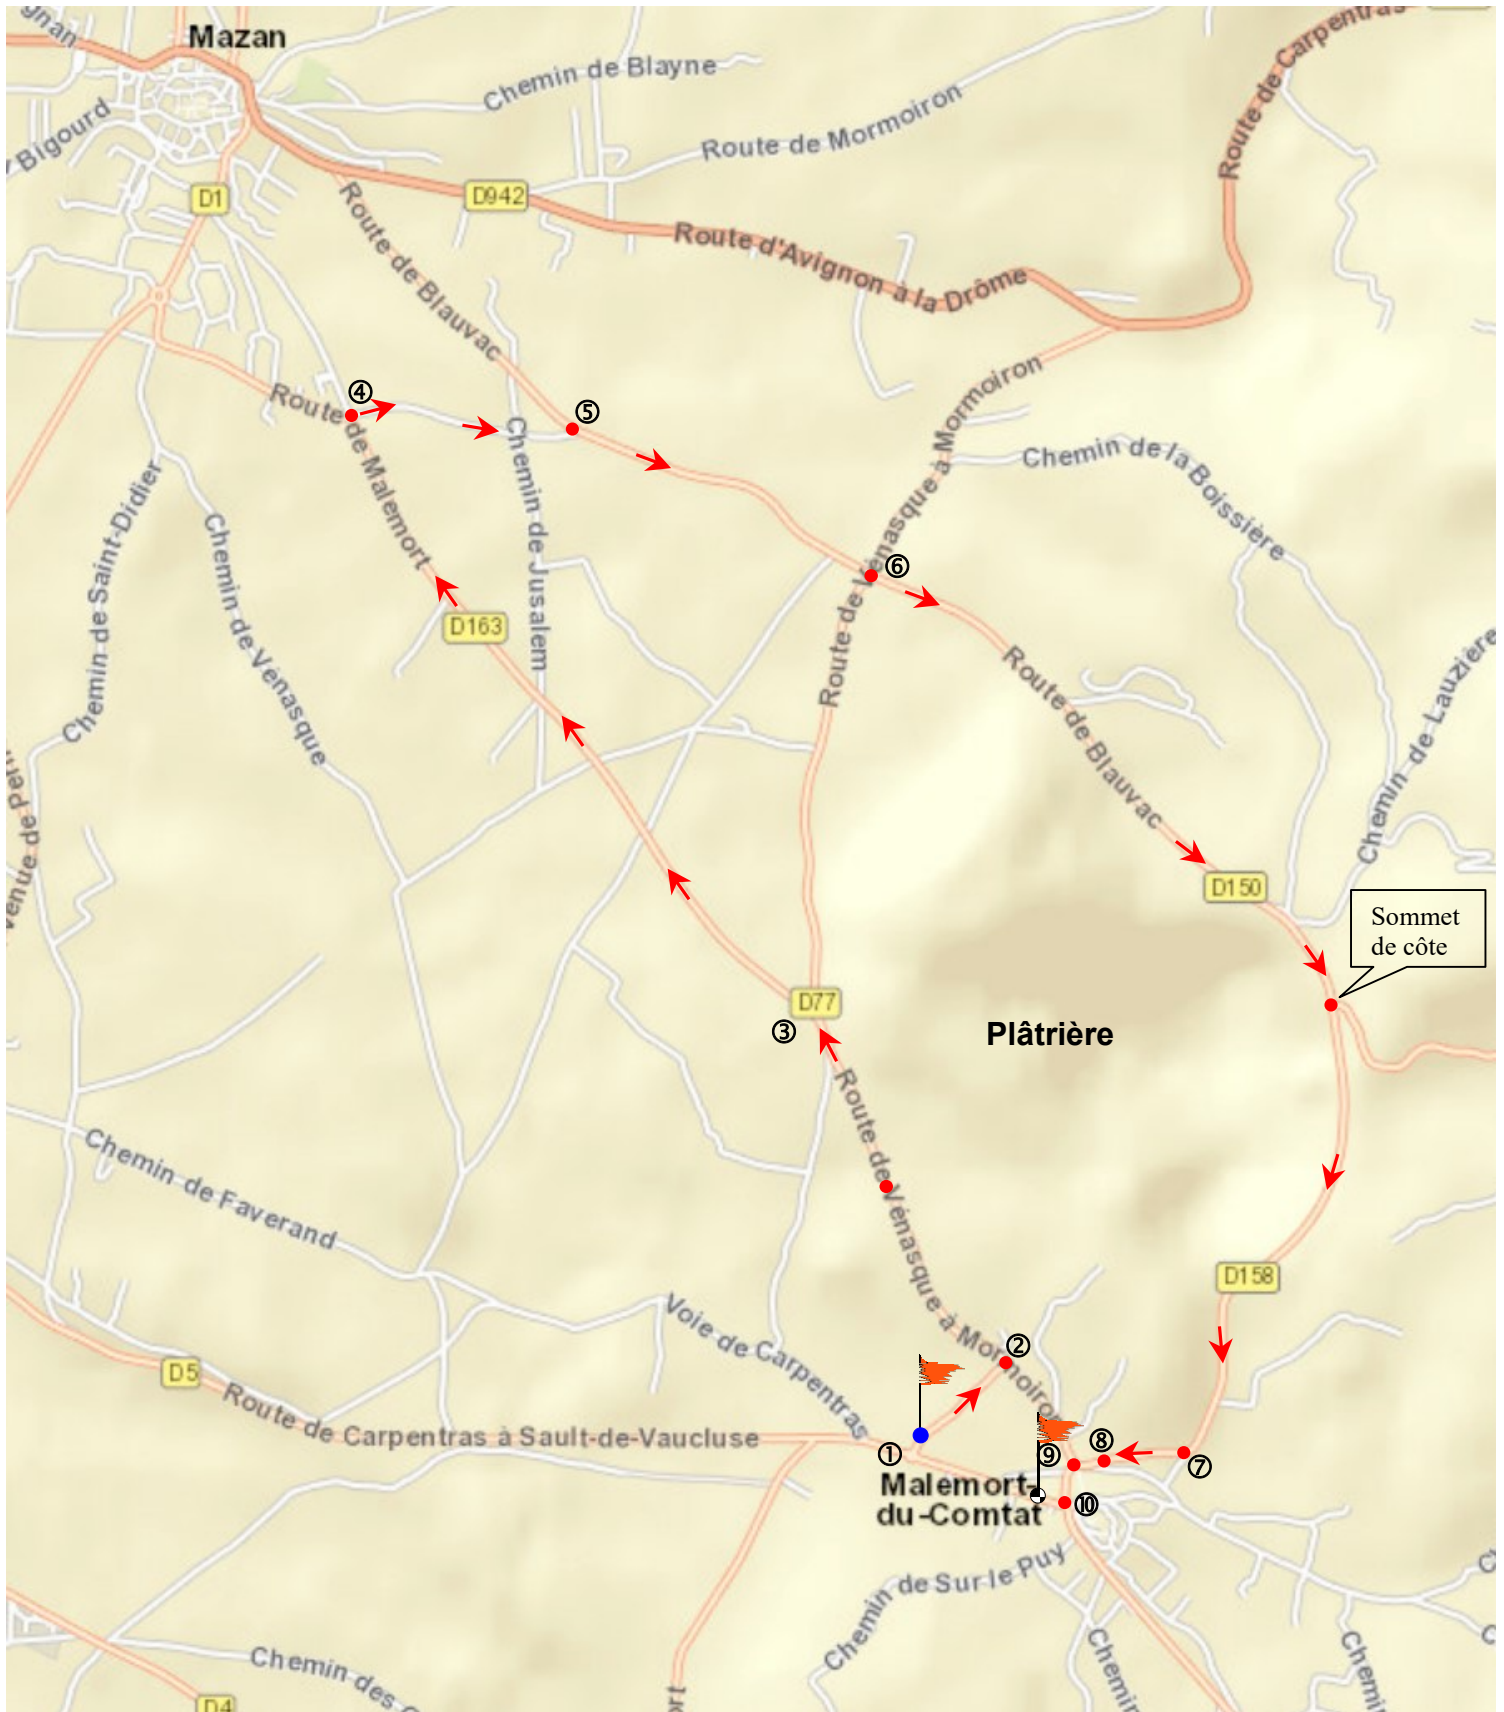 Mazan
Chemin de Blayne
Route de Mormoiron
Route de Carpentras
Bigourd
D1
D942
Route de Blauvac
Route d'Avignon à la Drôme
④
⑤
Route de Malemort
Chemin de Jusalem
Route de Vénasque à Mormoiron
Chemin de la Boissière
Chemin de Saint-Didier
Chemin de Vénasque
⑥
D163
Route de Blauvac
Chemin de Lauzière
D150
Sommet
de côte
D77
③
Plâtrière
Route de Vénasque à Mormoiron
Chemin de Faverand
D158
Voie de Carpentras
②
D5
Route de Carpentras à Sault-de-Vaucluse
①
⑨
⑧
⑦
Malemort-
du-Comtat
⑩
Chemin de Sur le Puy
Chemin
Chemin
Chemin des
D4